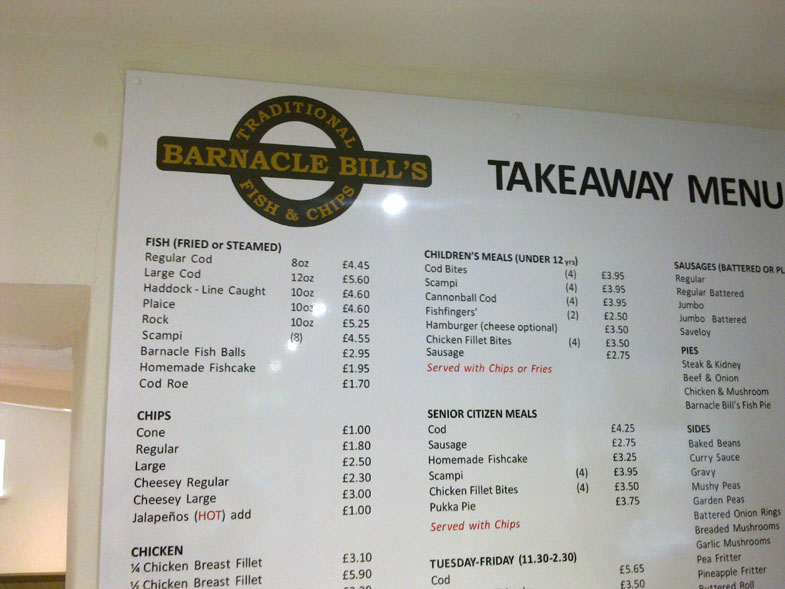 TRADITIONAL
BARNACLE BILL'S
FISH & CHIPS
TAKEAWAY MENU
FISH (FRIED or STEAMED)
Regular Cod 8oz £4.45
Large Cod 12oz £5.60
Haddock - Line Caught 10oz £4.60
Plaice 10oz £4.60
Rock 10oz £5.25
Scampi (8) £4.55
Barnacle Fish Balls £2.95
Homemade Fishcake £1.95
Cod Roe £1.70
CHIPS
Cone £1.00
Regular £1.80
Large £2.50
Cheesey Regular £2.30
Cheesey Large £3.00
Jalapeños (HOT) add £1.00
CHICKEN
¼ Chicken Breast Fillet £3.10
½ Chicken Breast Fillet £5.90
CHILDREN'S MEALS (UNDER 12 yrs)
Cod Bites (4) £3.95
Scampi (4) £3.95
Cannonball Cod (4) £3.95
Fishfingers' (2) £2.50
Hamburger (cheese optional) £3.50
Chicken Fillet Bites (4) £3.50
Sausage £2.75
Served with Chips or Fries
SENIOR CITIZEN MEALS
Cod £4.25
Sausage £2.75
Homemade Fishcake £3.25
Scampi (4) £3.95
Chicken Fillet Bites (4) £3.50
Pukka Pie £3.75
Served with Chips
TUESDAY-FRIDAY (11.30-2.30)
Cod £5.65
£3.50
SAUSAGES (BATTERED OR PL
Regular
Regular Battered
Jumbo
Jumbo Battered
Saveloy
PIES
Steak & Kidney
Beef & Onion
Chicken & Mushroom
Barnacle Bill's Fish Pie
SIDES
Baked Beans
Curry Sauce
Gravy
Mushy Peas
Garden Peas
Battered Onion Rings
Breaded Mushrooms
Garlic Mushrooms
Pea Fritter
Pineapple Fritter
Buttered Roll